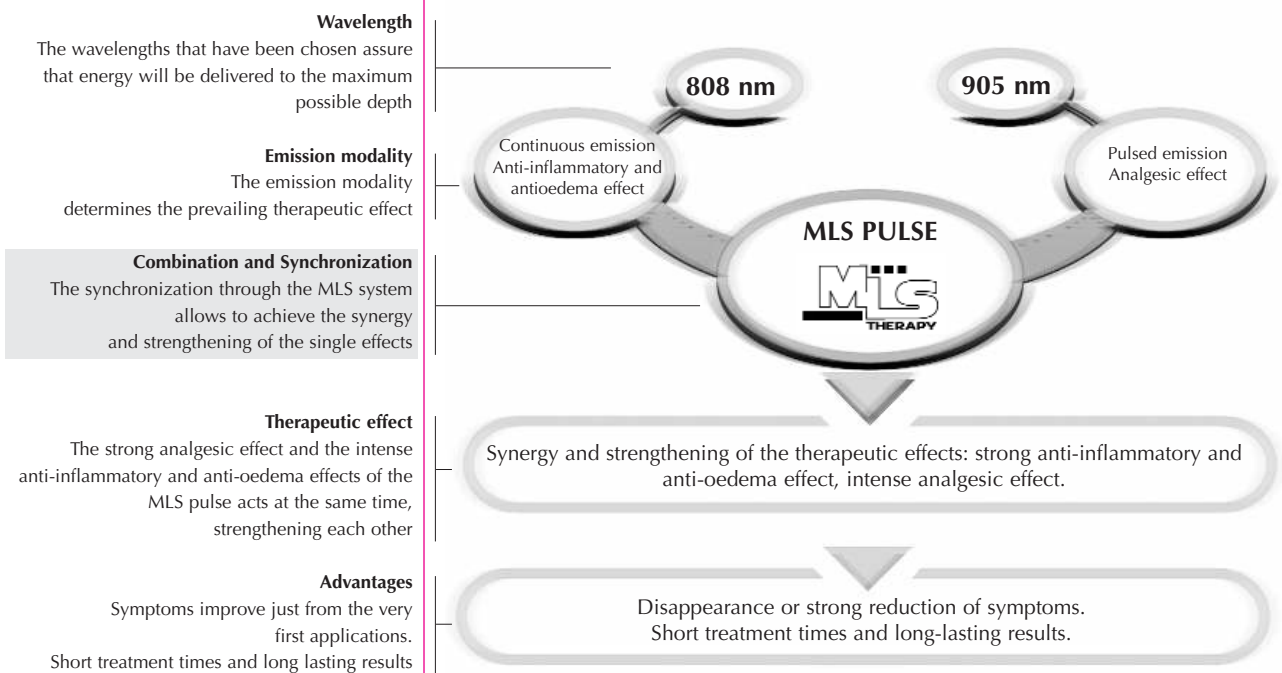 Wavelength
The wavelengths that have been chosen assure
that energy will be delivered to the maximum
possible depth
808 nm
905 nm
Emission modality
The emission modality
determines the prevailing therapeutic effect
Continuous emission
Anti-inflammatory and
antioedema effect
Pulsed emission
Analgesic effect
Combination and Synchronization
The synchronization through the MLS system
allows to achieve the synergy
and strengthening of the single effects
MLS PULSE
MLS
THERAPY
Therapeutic effect
The strong analgesic effect and the intense
anti-inflammatory and anti-oedema effects of the
MLS pulse acts at the same time,
strengthening each other
Synergy and strengthening of the therapeutic effects: strong anti-inflammatory and
anti-oedema effect, intense analgesic effect.
Advantages
Symptoms improve just from the very
first applications.
Short treatment times and long lasting results
Disappearance or strong reduction of symptoms.
Short treatment times and long-lasting results.